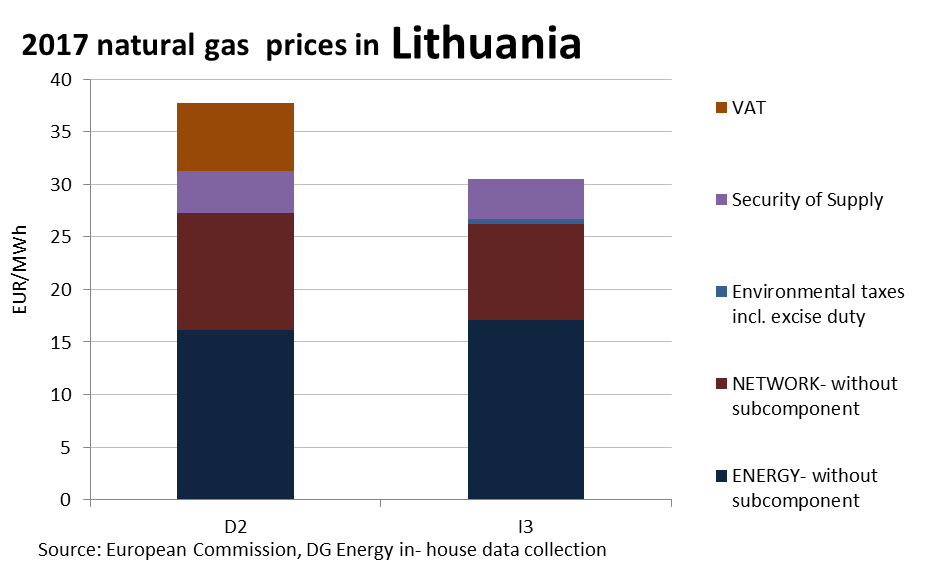 2017 natural gas prices in Lithuania
40
35
30
25
20
15
10
5
0
EUR/MWh
D2
I3
VAT
Security of Supply
Environmental taxes
incl. excise duty
NETWORK- without
subcomponent
ENERGY- without
subcomponent
Source: European Commission, DG Energy in- house data collection